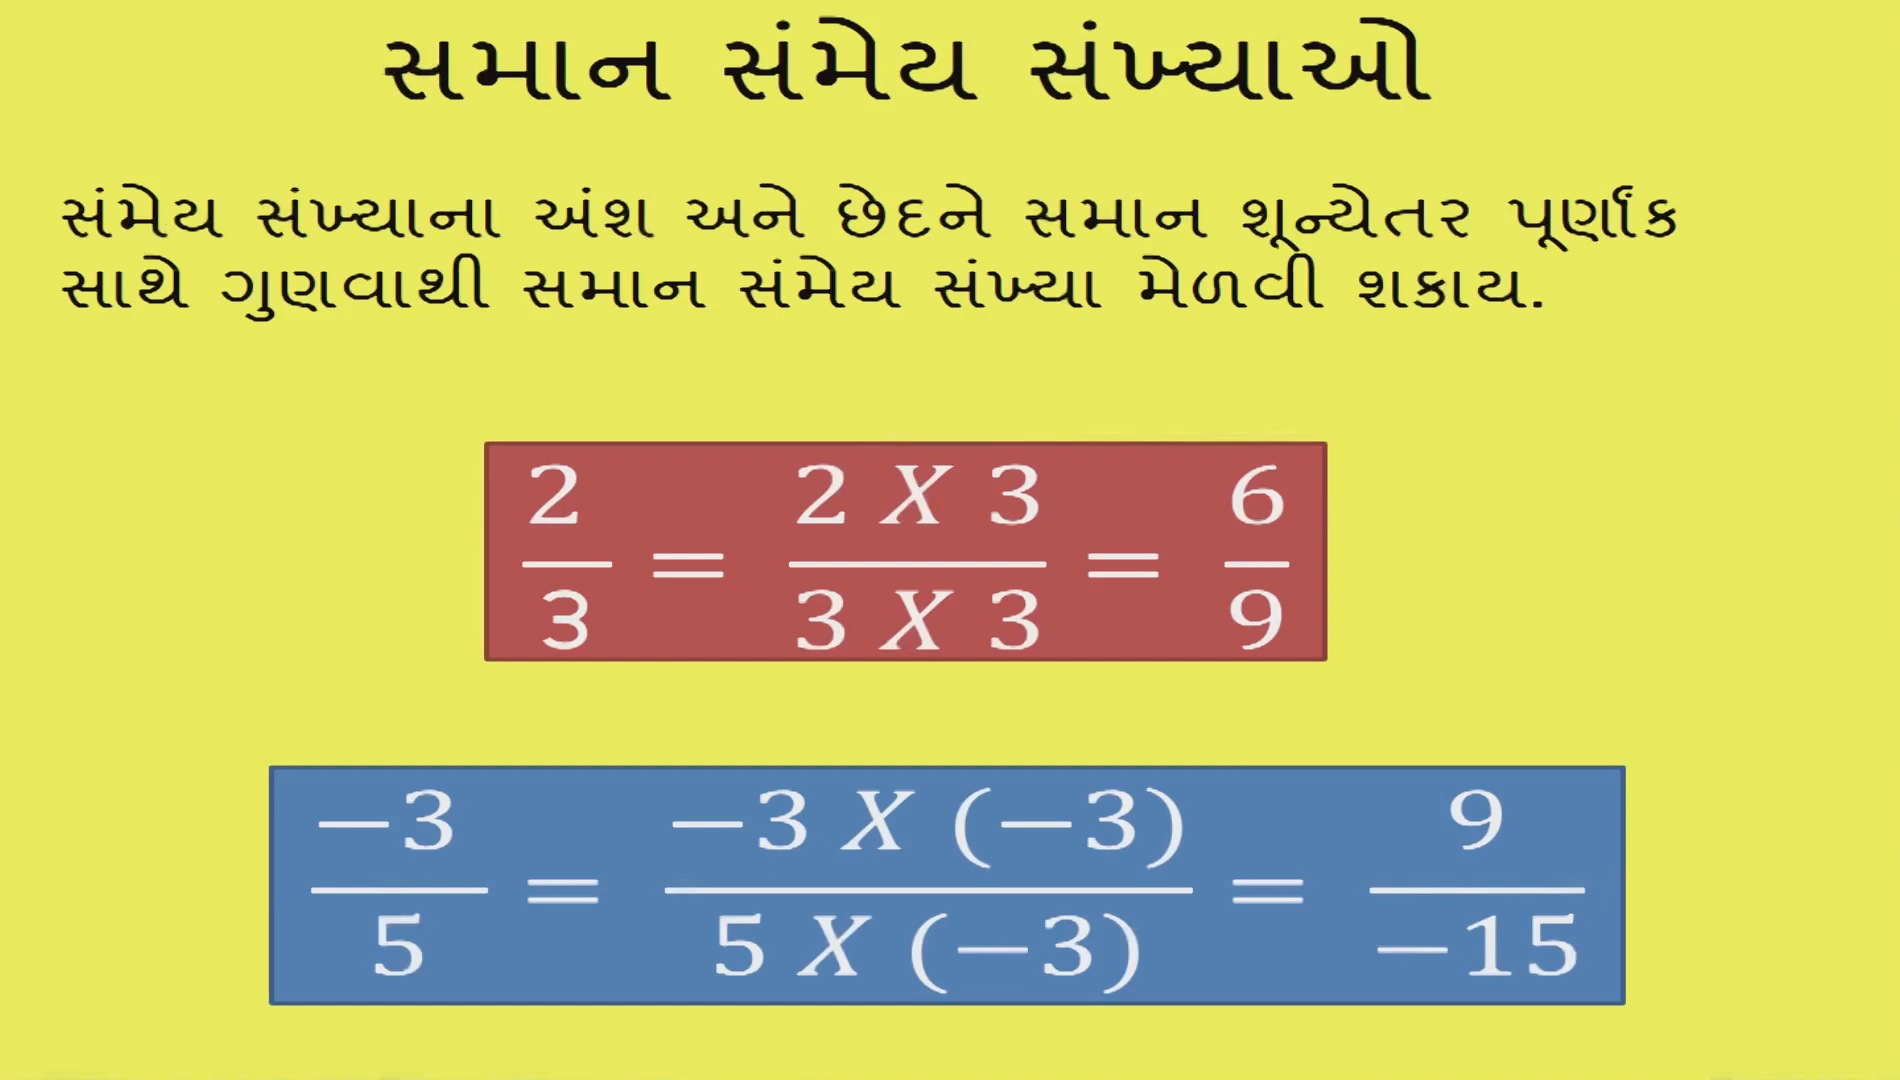 સમાન સંમેય સંખ્યાઓ
સંમેય સંખ્યાના અંશ અને છેદને સમાન શૂન્યેતર પૂર્ણાંક
સાથે ગુણવાથી સમાન સંમેય સંખ્યા મેળવી શકાય.
2/3 = (2 X 3)/(3 X 3) = 6/9
−3/5 = (−3 X (−3))/(5 X (−3)) = 9/−15